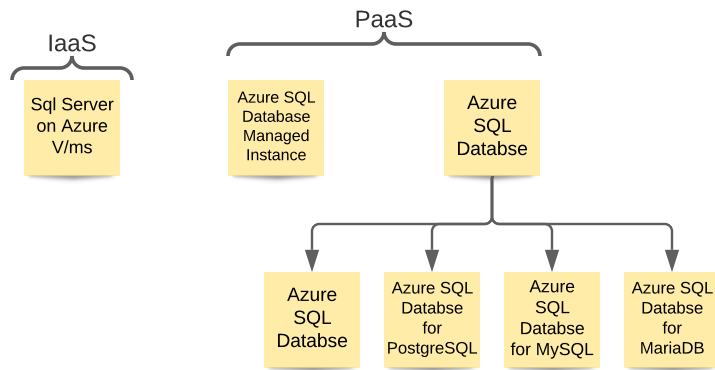 PaaS
IaaS
Sql Server
on Azure
V/ms
Azure SQL
Database
Managed
Instance
Azure
SQL
Databse
Azure
SQL
Databse
Azure SQL
Databse
for
PostgreSQL
Azure
SQL
Databse
for MySQL
Azure SQL
Databse
for
MariaDB